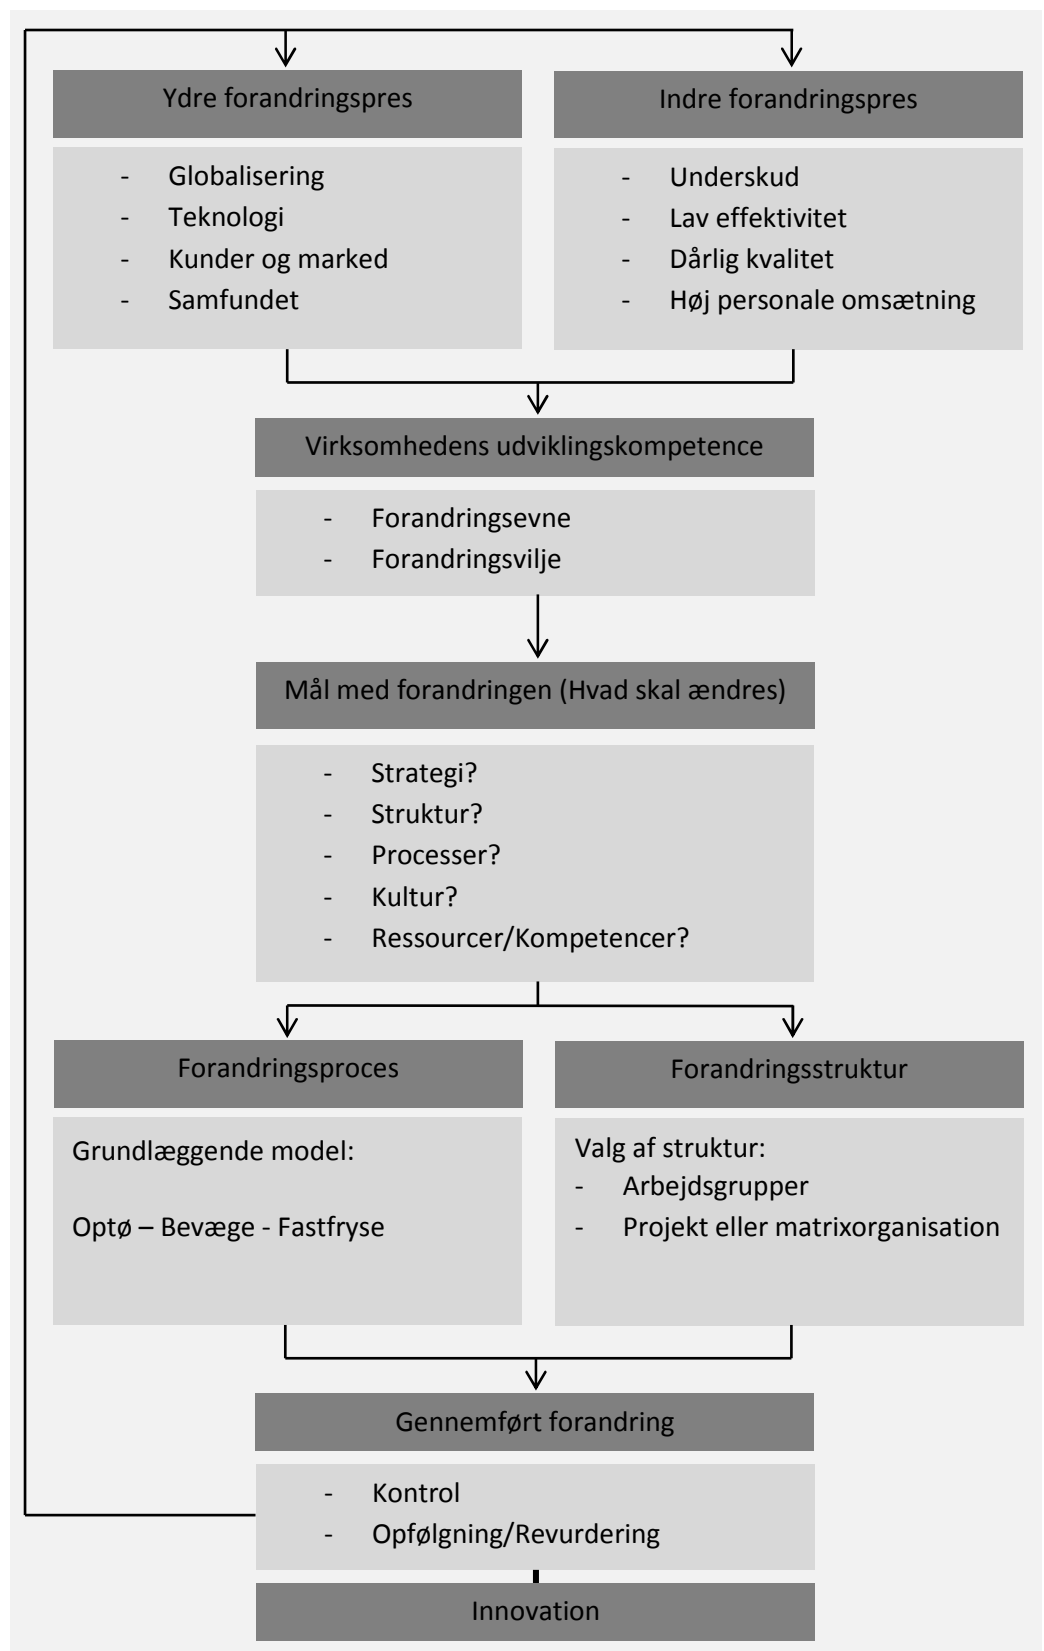 Ydre forandringspres
- Globalisering
- Teknologi
- Kunder og marked
- Samfundet
Indre forandringspres
- Underskud
- Lav effektivitet
- Dårlig kvalitet
- Høj personale omsætning
Virksomhedens udviklingskompetence
- Forandringsevne
- Forandringsvilje
Mål med forandringen (Hvad skal ændres)
- Strategi?
- Struktur?
- Processer?
- Kultur?
- Ressourcer/Kompetencer?
Forandringsproces
Grundlæggende model:
Optø – Bevæge - Fastfryse
Forandringsstruktur
Valg af struktur:
- Arbejdsgrupper
- Projekt eller matrixorganisation
Gennemført forandring
- Kontrol
- Opfølgning/Revurdering
Innovation